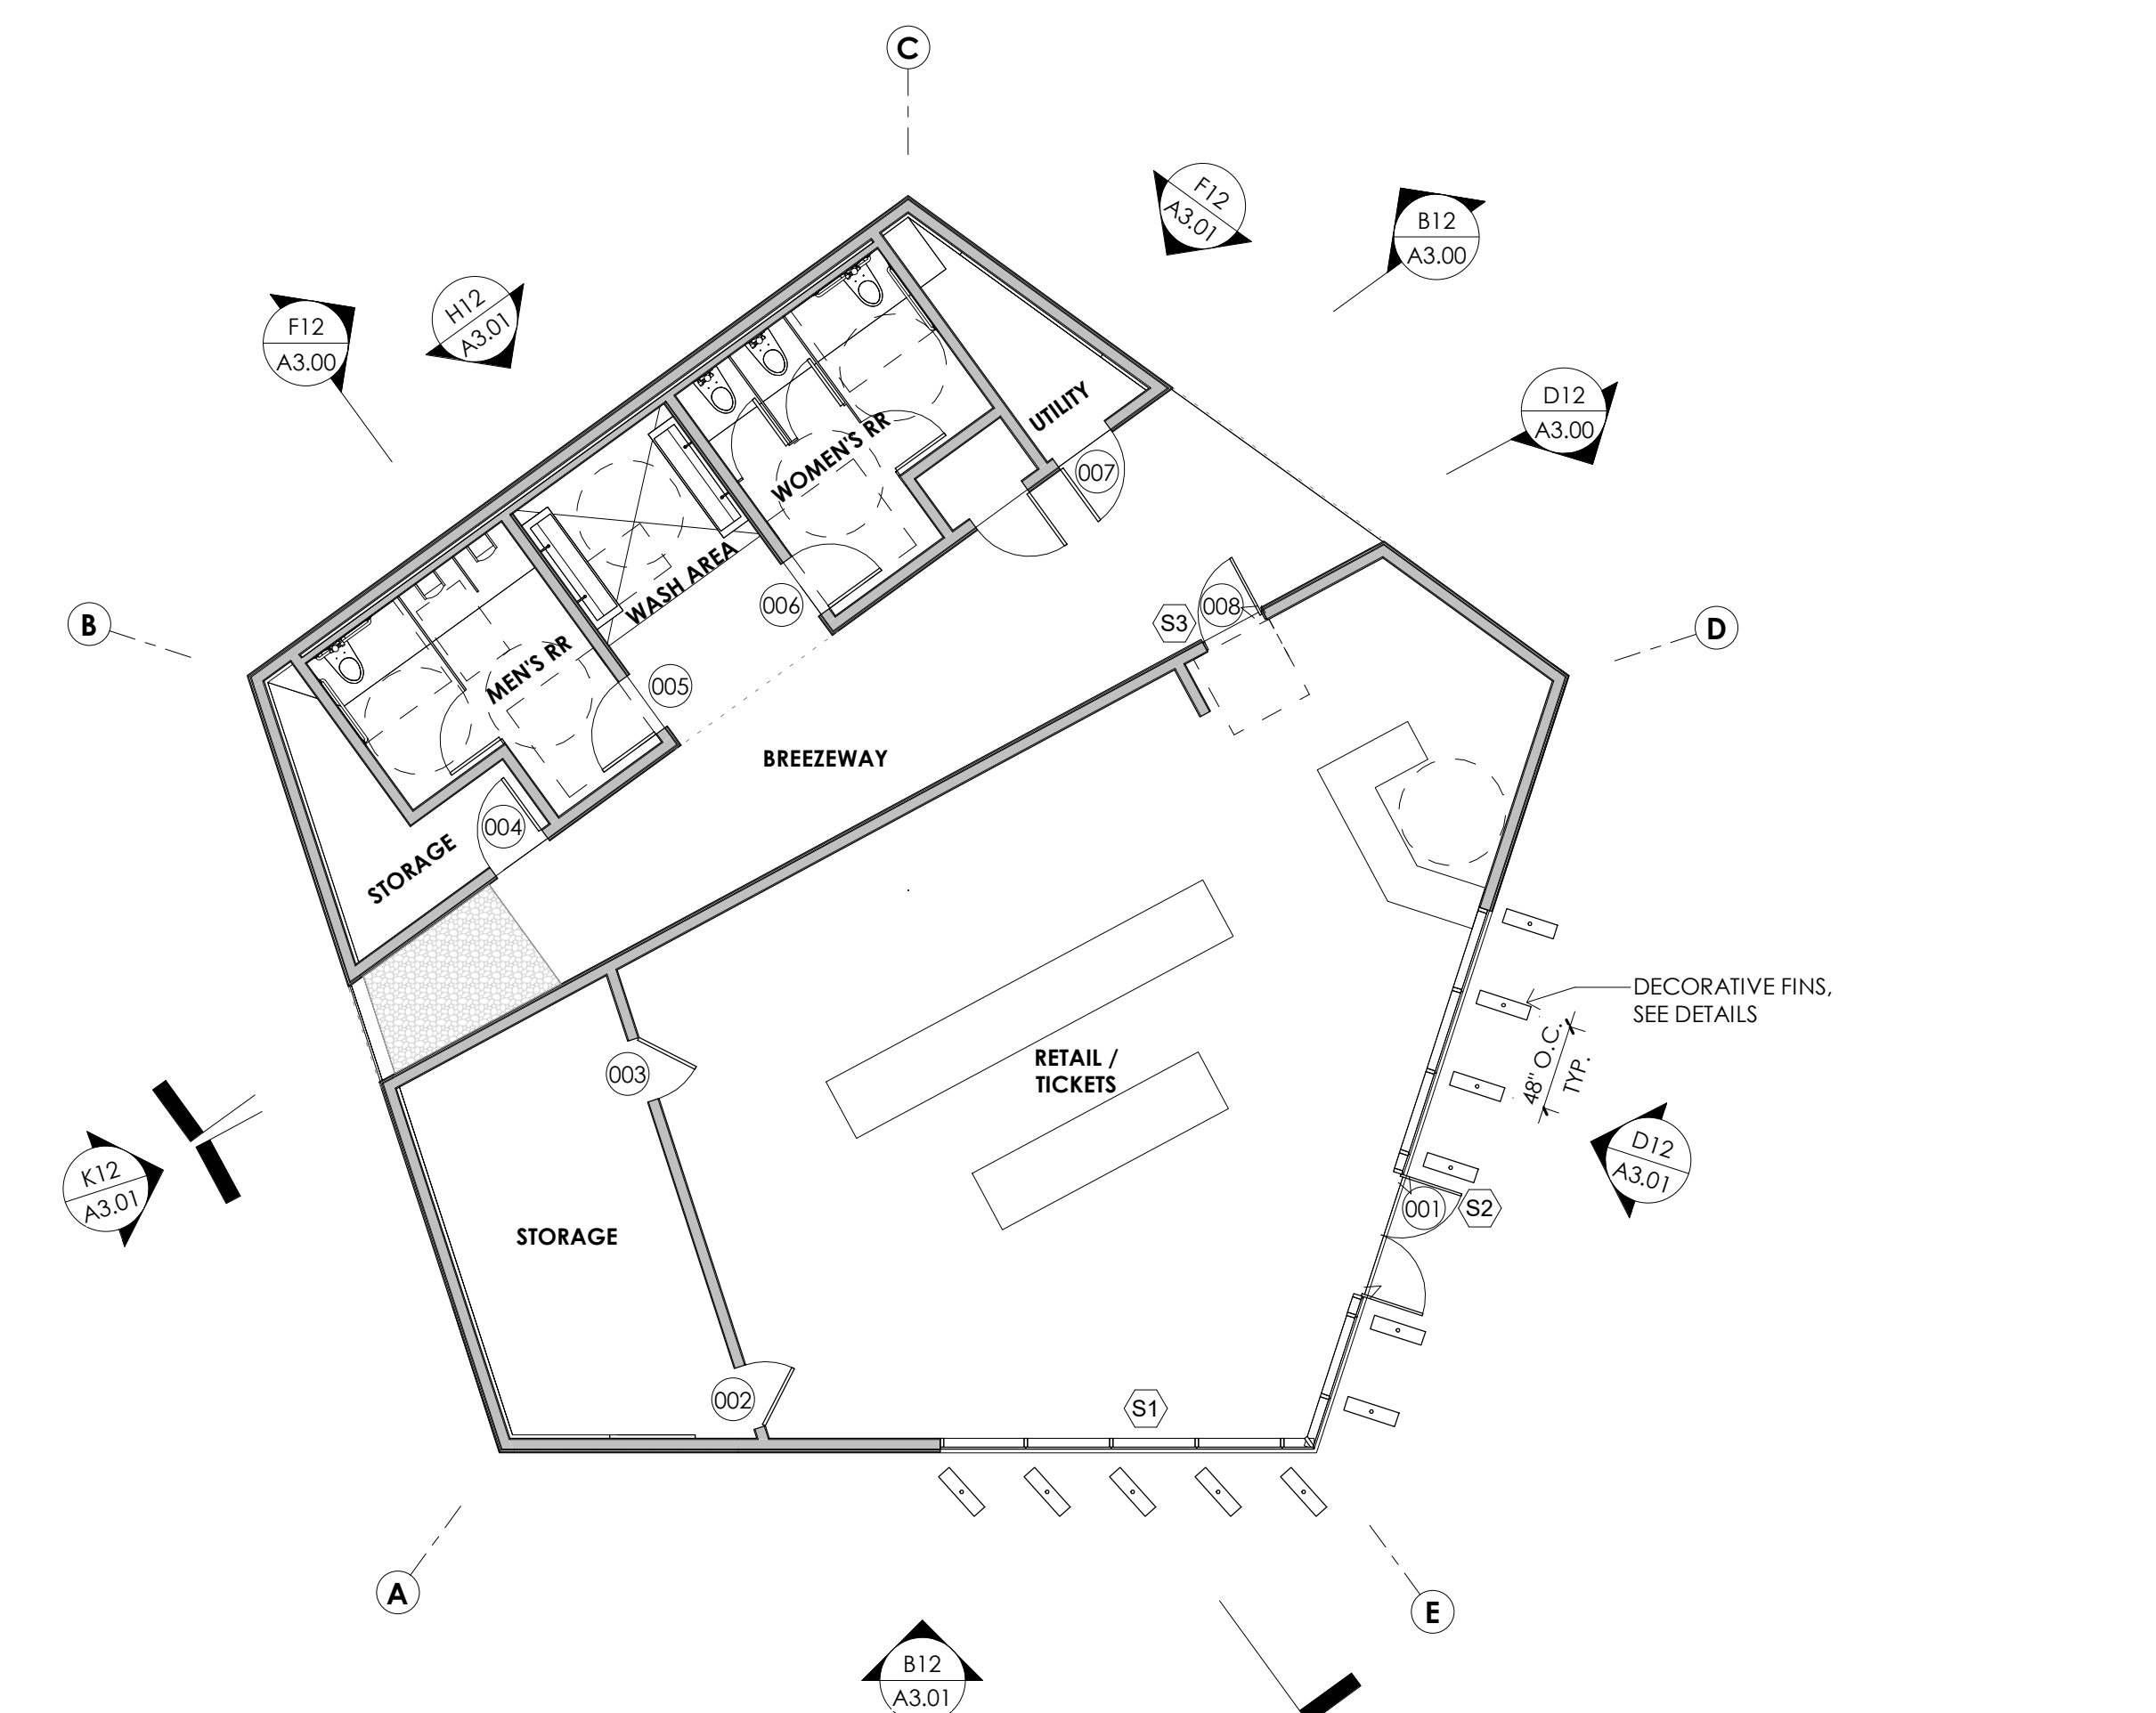 C
F12
A3.01
B12
A3.00
H12
A3.01
F12
A3.00
D12
A3.00
UTILITY
WOMEN'S RR
007
WASH AREA
006
008
S3
B
D
MEN'S RR
005
BREEZEWAY
004
STORAGE
DECORATIVE FINS,
SEE DETAILS
48" O.C.
TYP.
RETAIL /
TICKETS
003
K12
A3.01
D12
A3.01
001
S2
STORAGE
002
S1
A
E
B12
A3.01